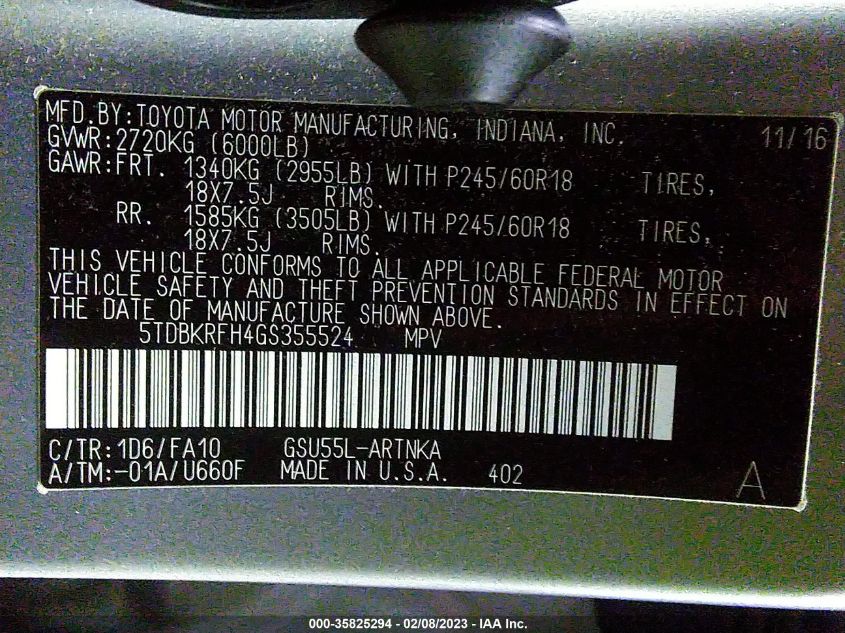 MFD.BY:TOYOTA MOTOR MANUFACTURING, INDIANA, INC. 11/16
GVWR:2720KG (6000LB)
GAWR:FRT. 1340KG (2955LB) WITH P245/60R18 TIRES,
18X7.5J RIMS.
RR. 1585KG (3505LB) WITH P245/60R18 TIRES,
18X7.5J RIMS.
THIS VEHICLE CONFORMS TO ALL APPLICABLE FEDERAL MOTOR
VEHICLE SAFETY AND THEFT PREVENTION STANDARDS IN EFFECT ON
THE DATE OF MANUFACTURE SHOWN ABOVE.
5TDBKRFH4GS355524 MPV
C/TR:1D6/FA10 GSU55L-ARTNKA
A/TM:-01A/U660F MADE IN U.S.A. 402 A
000-35825294 - 02/08/2023 - IAA Inc.